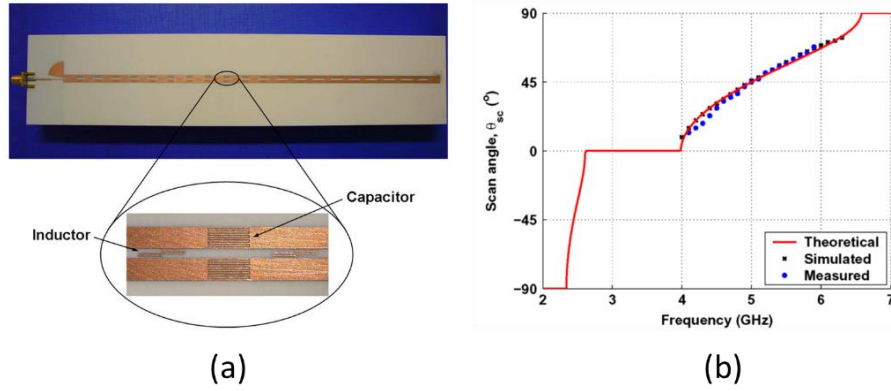 Capacitor
Inductor
(a)
90
45
0
−45
−90
Scan angle, θsc (°)
2
3
4
5
6
7
Frequency (GHz)
Theoretical
Simulated
Measured
(b)